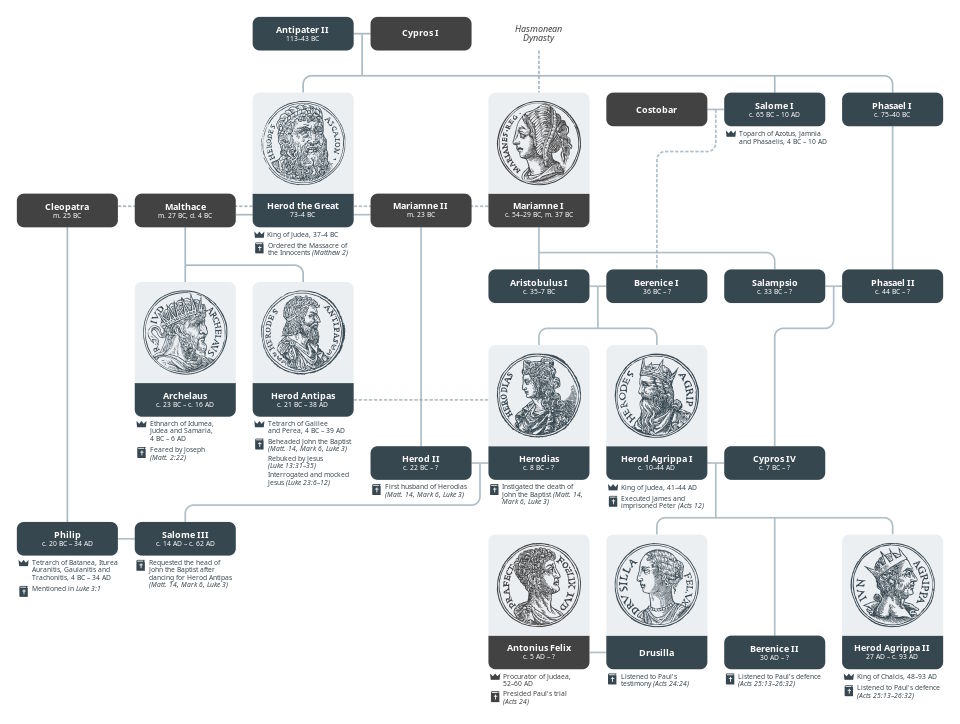 Antipater II
113–43 BC
Cypros I
Hasmonean
Dynasty
HERODES ASCALON
Herod the Great
73–4 BC
King of Judea, 37–4 BC
Ordered the Massacre of
the Innocents (Matthew 2)
MARIANES·REG
Mariamne I
c. 54–29 BC, m. 37 BC
Costobar
Salome I
c. 65 BC – 10 AD
Toparch of Azotus, Jamnia
and Phasaelis, 4 BC – 10 AD
Phasael I
c. 75–40 BC
Cleopatra
m. 25 BC
Malthace
m. 27 BC, d. 4 BC
Mariamne II
m. 23 BC
Aristobulus I
c. 35–7 BC
Berenice I
36 BC – ?
Salampsio
c. 33 BC – ?
Phasael II
c. 44 BC – ?
IVD ARCHELAVS
Archelaus
c. 23 BC – c. 16 AD
Ethnarch of Idumea,
Judea and Samaria,
4 BC – 6 AD
Feared by Joseph
(Matt. 2:22)
HERODES ANTIPAS
Herod Antipas
c. 21 BC – 38 AD
Tetrarch of Galilee
and Perea, 4 BC – 39 AD
Beheaded John the Baptist
(Matt. 14, Mark 6, Luke 3)
Rebuked by Jesus
(Luke 13:31–35)
Interrogated and mocked
Jesus (Luke 23:6–12)
Herod II
c. 22 BC – ?
First husband of Herodias
(Matt. 14, Mark 6, Luke 3)
HERODIAS
Herodias
c. 8 BC – ?
Instigated the death of
John the Baptist (Matt. 14,
Mark 6, Luke 3)
HERODES AGRIP
Herod Agrippa I
c. 10–44 AD
King of Judea, 41–44 AD
Executed James and
imprisoned Peter (Acts 12)
Cypros IV
c. 7 BC – ?
Philip
c. 20 BC – 34 AD
Tetrarch of Batanea, Iturea
Auranitis, Gaulanitis and
Trachonitis, 4 BC – 34 AD
Mentioned in Luke 3:1
Salome III
c. 14 AD – c. 62 AD
Requested the head of
John the Baptist after
dancing for Herod Antipas
(Matt. 14, Mark 6, Luke 3)
PRAFECT FOELIX IVD
Antonius Felix
c. 5 AD – ?
Procurator of Judaea,
52–60 AD
Presided Paul's trial
(Acts 24)
DRVSILLA FELIX
Drusilla
Listened to Paul's
testimony (Acts 24:24)
Berenice II
30 AD – ?
Listened to Paul's defence
(Acts 25:13–26:32)
IVN AGRIPPA
Herod Agrippa II
27 AD – c. 93 AD
King of Chalcis, 48–93 AD
Listened to Paul's defence
(Acts 25:13–26:32)